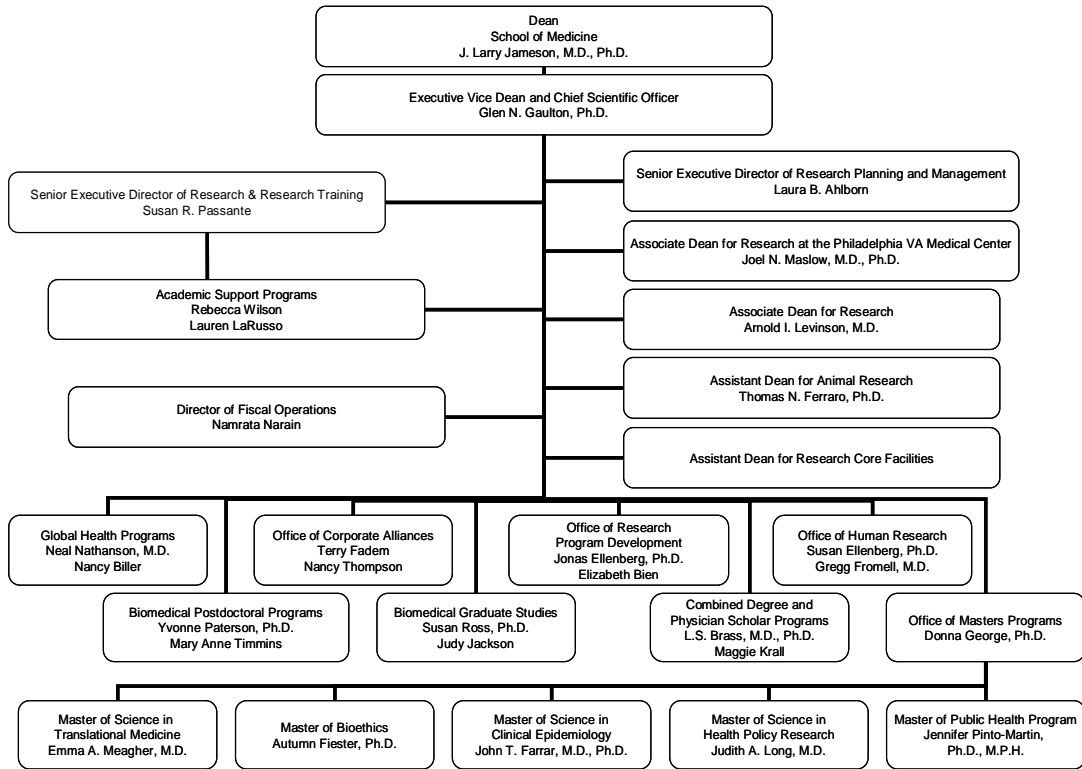 Dean
School of Medicine
J. Larry Jameson, M.D., Ph.D.
Executive Vice Dean and Chief Scientific Officer
Glen N. Gaulton, Ph.D.
Senior Executive Director of Research Planning and Management
Laura B. Ahlborn
Senior Executive Director of Research & Research Training
Susan R. Passante
Associate Dean for Research at the Philadelphia VA Medical Center
Joel N. Maslow, M.D., Ph.D.
Academic Support Programs
Rebecca Wilson
Lauren LaRusso
Associate Dean for Research
Arnold I. Levinson, M.D.
Assistant Dean for Animal Research
Thomas N. Ferraro, Ph.D.
Director of Fiscal Operations
Namrata Narain
Assistant Dean for Research Core Facilities
Global Health Programs
Neal Nathanson, M.D.
Nancy Biller
Office of Corporate Alliances
Terry Fadem
Nancy Thompson
Office of Research
Program Development
Jonas Ellenberg, Ph.D.
Elizabeth Bien
Office of Human Research
Susan Ellenberg, Ph.D.
Gregg Fromell, M.D.
Biomedical Postdoctoral Programs
Yvonne Paterson, Ph.D.
Mary Anne Timmins
Biomedical Graduate Studies
Susan Ross, Ph.D.
Judy Jackson
Combined Degree and
Physician Scholar Programs
L.S. Brass, M.D., Ph.D.
Maggie Krall
Office of Masters Programs
Donna George, Ph.D.
Master of Science in
Translational Medicine
Emma A. Meagher, M.D.
Master of Bioethics
Autumn Fiester, Ph.D.
Master of Science in
Clinical Epidemiology
John T. Farrar, M.D., Ph.D.
Master of Science in
Health Policy Research
Judith A. Long, M.D.
Master of Public Health Program
Jennifer Pinto-Martin,
Ph.D., M.P.H.